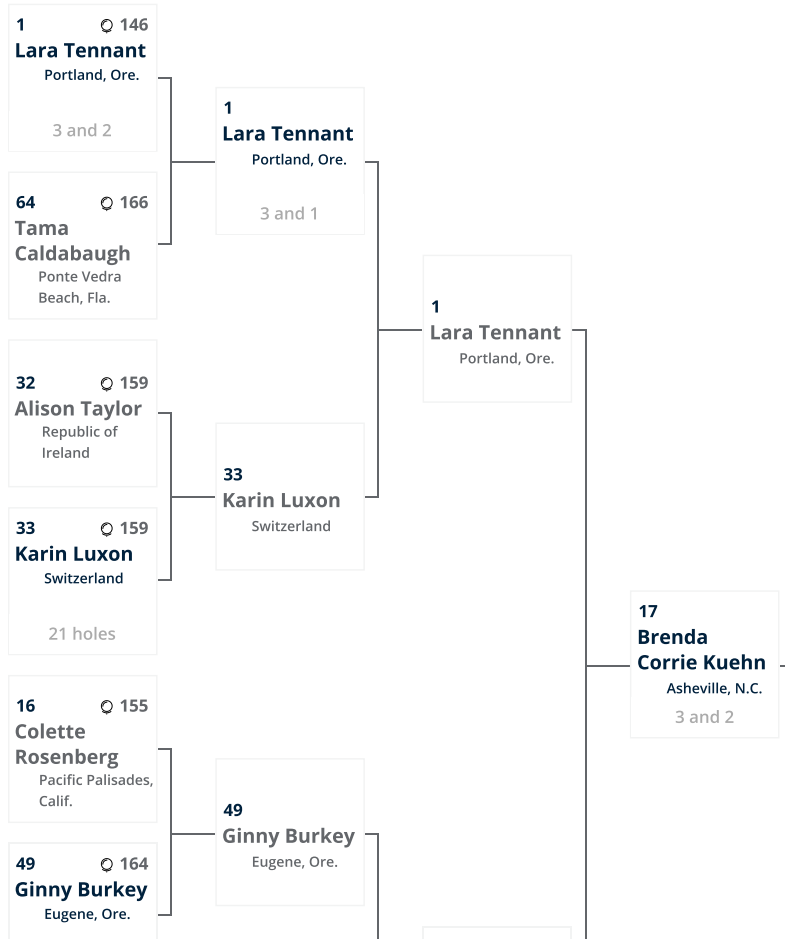 1 146
Lara Tennant
Portland, Ore.
3 and 2
64 166
Tama
Caldabaugh
Ponte Vedra
Beach, Fla.
32 159
Alison Taylor
Republic of
Ireland
33 159
Karin Luxon
Switzerland
21 holes
16 155
Colette
Rosenberg
Pacific Palisades,
Calif.
49 164
Ginny Burkey
Eugene, Ore.
1
Lara Tennant
Portland, Ore.
3 and 1
33
Karin Luxon
Switzerland
49
Ginny Burkey
Eugene, Ore.
1
Lara Tennant
Portland, Ore.
17
Brenda
Corrie Kuehn
Asheville, N.C.
3 and 2